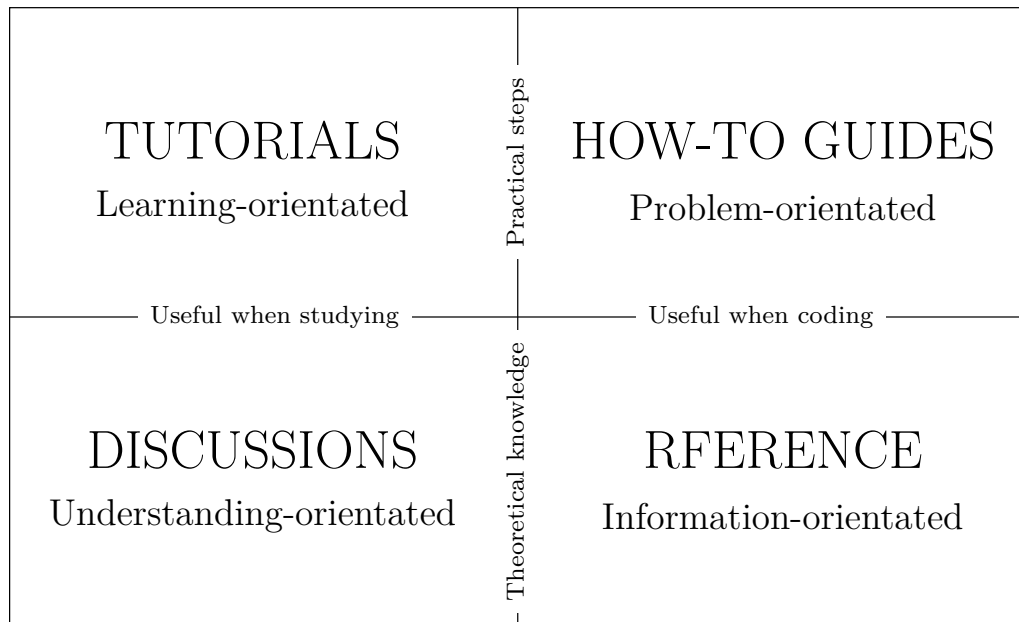 TUTORIALS
Learning-orientated
Practical steps
HOW-TO GUIDES
Problem-orientated
Useful when studying
Useful when coding
DISCUSSIONS
Understanding-orientated
Theoretical knowledge
RFERENCE
Information-orientated